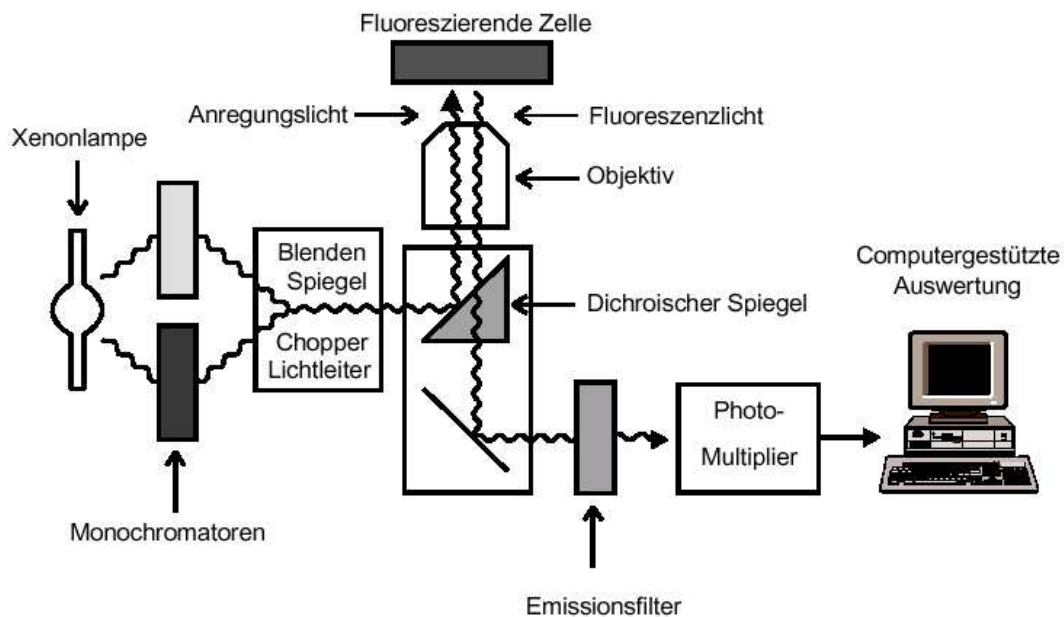 Fluoreszierende Zelle
Anregungslicht
Fluoreszenzlicht
Xenonlampe
Objektiv
Blenden
Spiegel
Chopper
Lichtleiter
Dichroischer Spiegel
Computergestützte
Auswertung
Photo-
Multiplier
Monochromatoren
Emissionsfilter